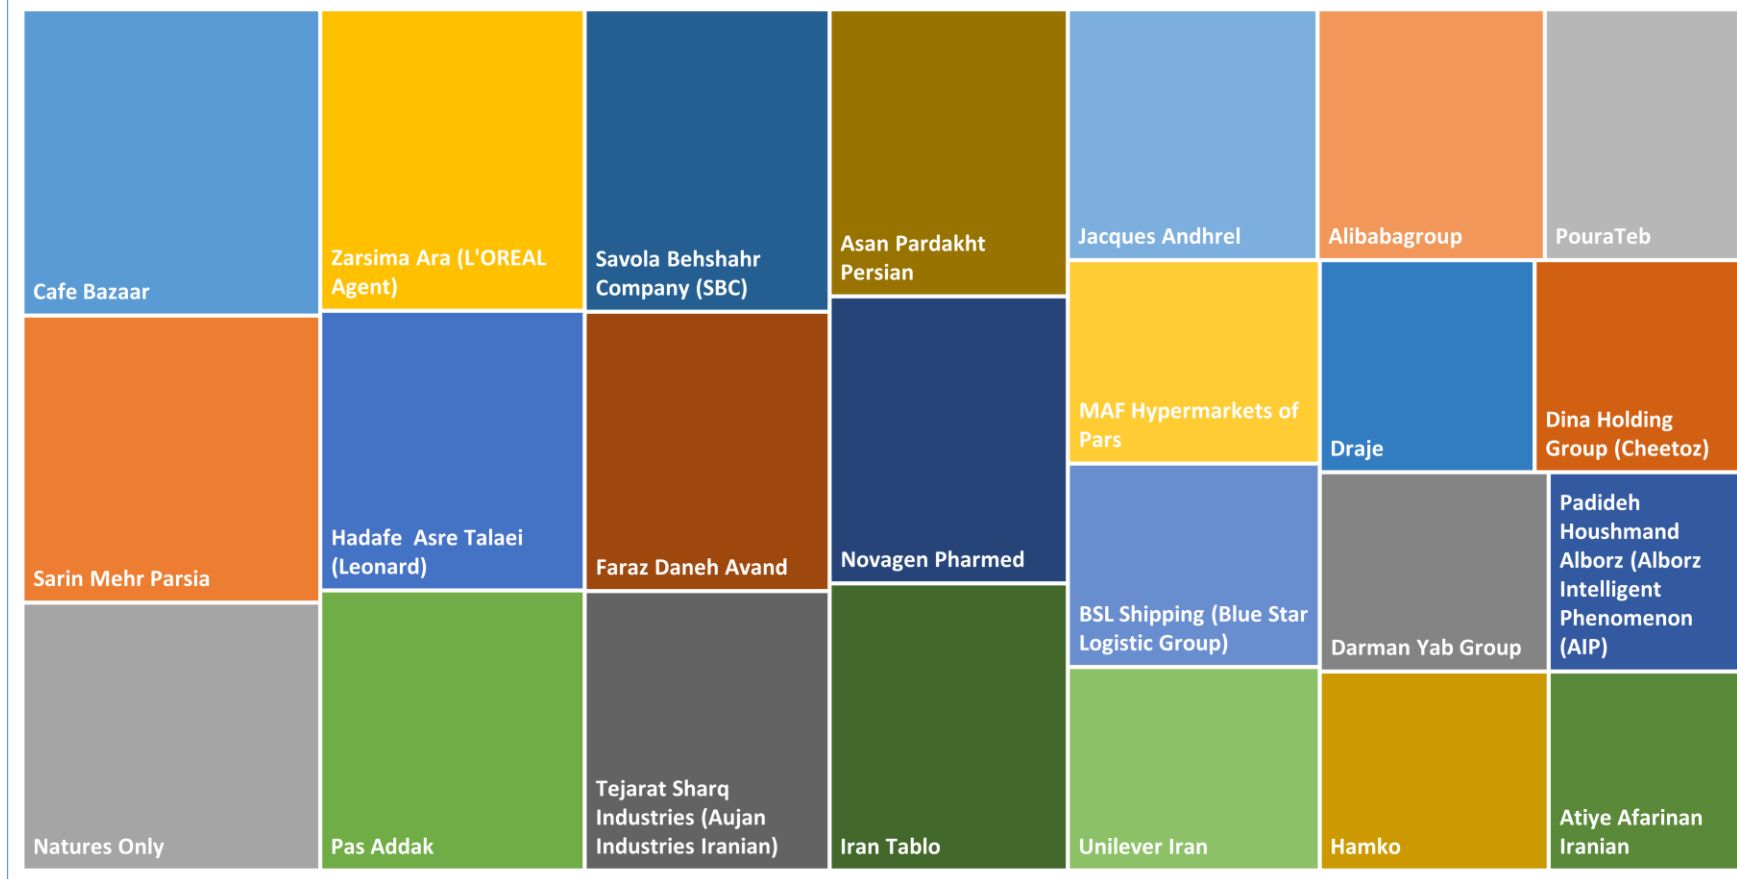 Cafe Bazaar
Sarin Mehr Parsia
Natures Only
Zarsima Ara (L'OREAL
Agent)
Hadafe  Asre Talaei
(Leonard)
Pas Addak
Savola Behshahr
Company (SBC)
Faraz Daneh Avand
Tejarat Sharq
Industries (Aujan
Industries Iranian)
Asan Pardakht
Persian
Novagen Pharmed
Iran Tablo
Jacques Andhrel
MAF Hypermarkets of
Pars
BSL Shipping (Blue Star
Logistic Group)
Unilever Iran
Alibabagroup
PouraTeb
Draje
Dina Holding
Group (Cheetoz)
Darman Yab Group
Padideh
Houshmand
Alborz (Alborz
Intelligent
Phenomenon
(AIP)
Hamko
Atiye Afarinan
Iranian